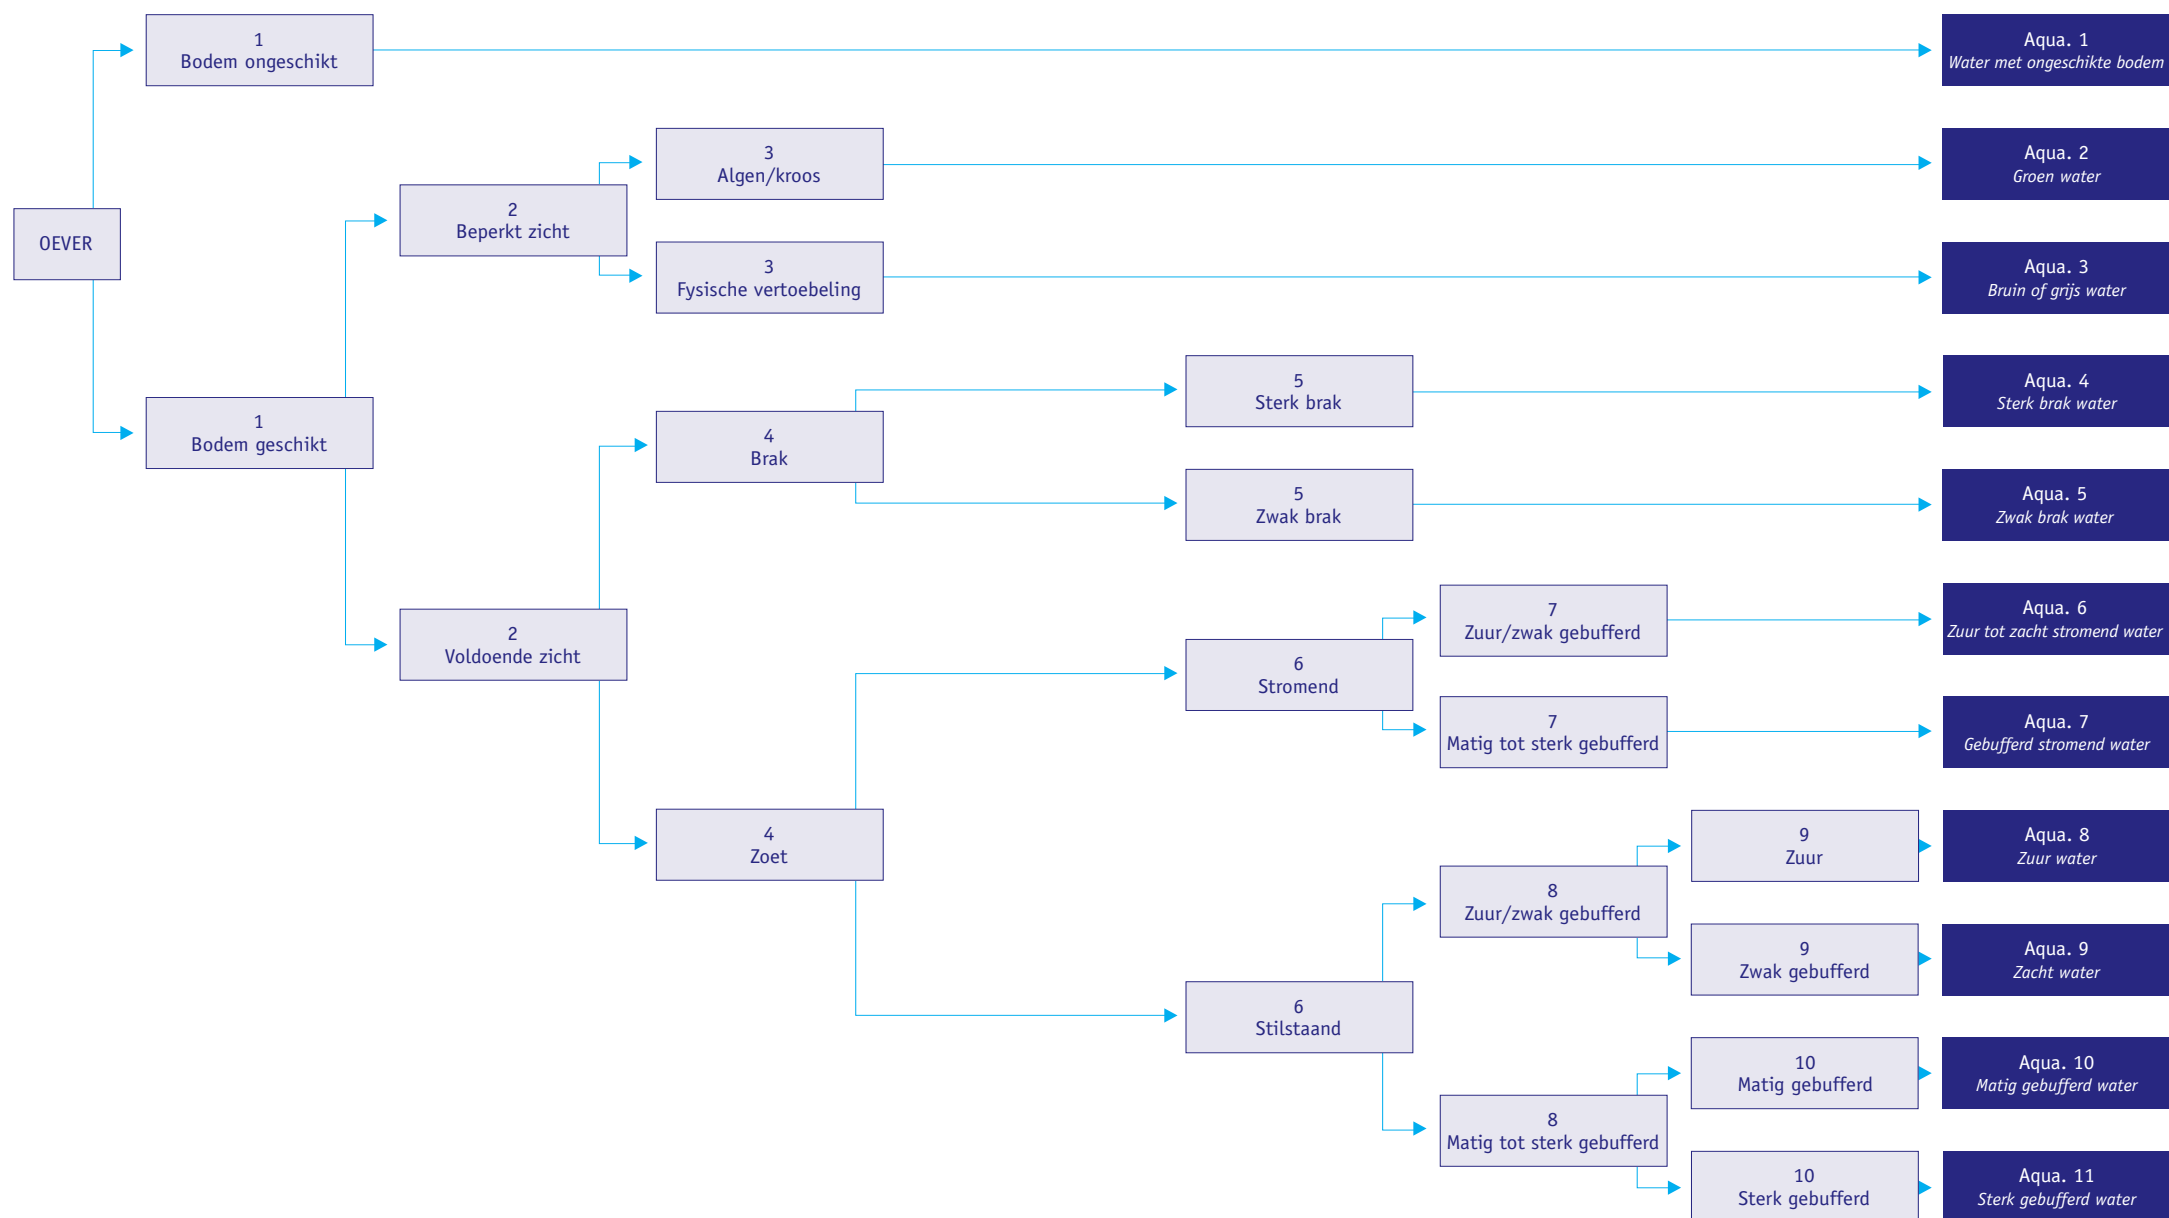 1
Bodem ongeschikt
Aqua. 1
Water met ongeschikte bodem
3
Algen/kroos
Aqua. 2
Groen water
2
Beperkt zicht
OEVER
3
Fysische vertoebeling
Aqua. 3
Bruin of grijs water
5
Sterk brak
Aqua. 4
Sterk brak water
1
Bodem geschikt
4
Brak
5
Zwak brak
Aqua. 5
Zwak brak water
2
Voldoende zicht
7
Zuur/zwak gebufferd
Aqua. 6
Zuur tot zacht stromend water
6
Stromend
7
Matig tot sterk gebufferd
Aqua. 7
Gebufferd stromend water
4
Zoet
9
Zuur
Aqua. 8
Zuur water
8
Zuur/zwak gebufferd
9
Zwak gebufferd
Aqua. 9
Zacht water
6
Stilstaand
10
Matig gebufferd
Aqua. 10
Matig gebufferd water
8
Matig tot sterk gebufferd
10
Sterk gebufferd
Aqua. 11
Sterk gebufferd water